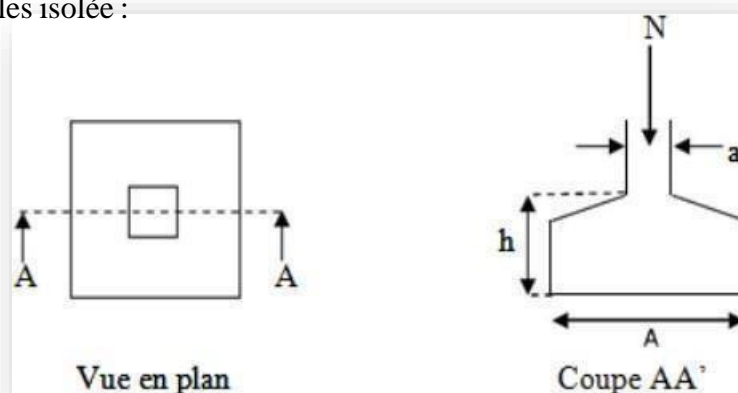 les isolée :
N
a
h
A A
A
Vue en plan
Coupe AA'